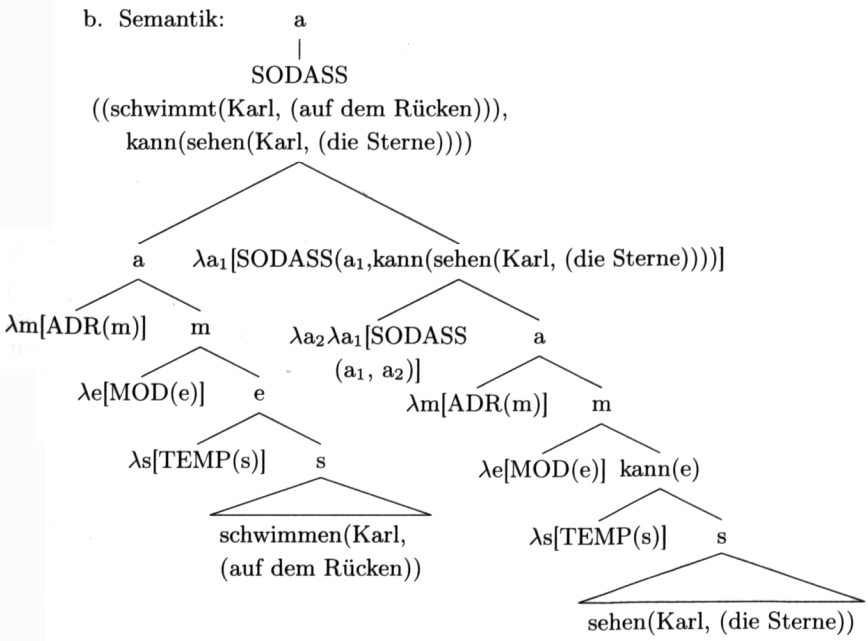 b. Semantik: a
SODASS
((schwimmt(Karl, (auf dem Rücken))),
kann(sehen(Karl, (die Sterne))))
a λa₁[SODASS(a₁,kann(sehen(Karl, (die Sterne))))]
λm[ADR(m)] m λa₂λa₁[SODASS a
(a₁, a₂)]
λe[MOD(e)] e λm[ADR(m)] m
λs[TEMP(s)] s λe[MOD(e)] kann(e)
schwimmen(Karl, λs[TEMP(s)] s
(auf dem Rücken))
sehen(Karl, (die Sterne))